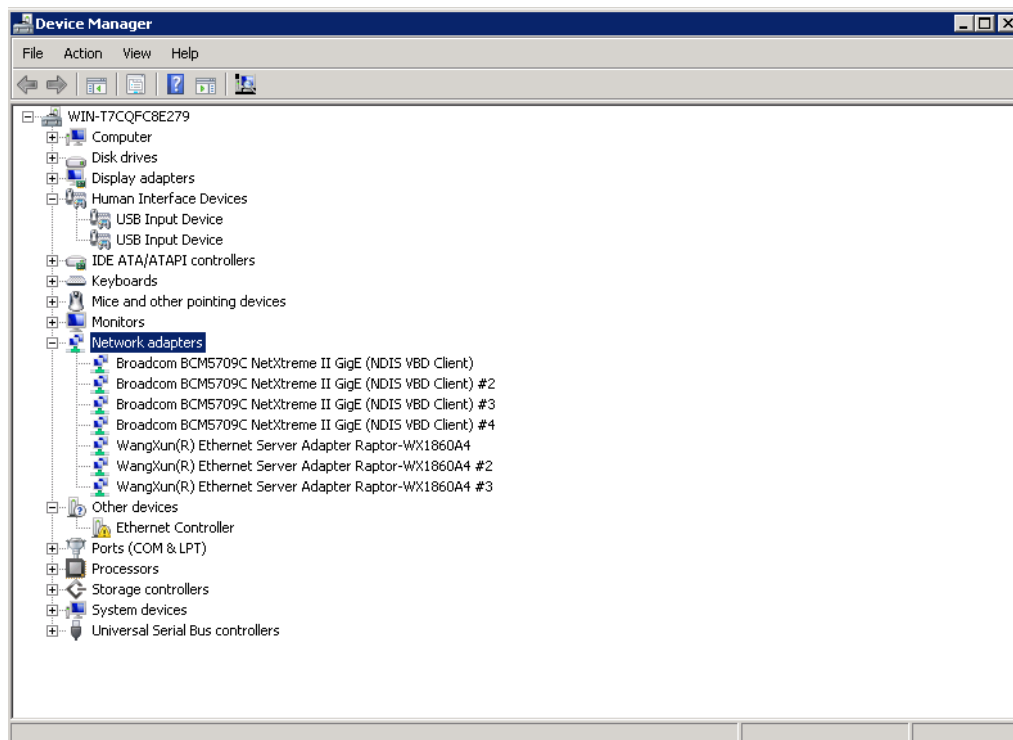 Device Manager
File Action View Help
WIN-T7CQFC8E279
Computer
Disk drives
Display adapters
Human Interface Devices
USB Input Device
USB Input Device
IDE ATA/ATAPI controllers
Keyboards
Mice and other pointing devices
Monitors
Network adapters
Broadcom BCM5709C NetXtreme II GigE (NDIS VBD Client)
Broadcom BCM5709C NetXtreme II GigE (NDIS VBD Client) #2
Broadcom BCM5709C NetXtreme II GigE (NDIS VBD Client) #3
Broadcom BCM5709C NetXtreme II GigE (NDIS VBD Client) #4
WangXun(R) Ethernet Server Adapter Raptor-WX1860A4
WangXun(R) Ethernet Server Adapter Raptor-WX1860A4 #2
WangXun(R) Ethernet Server Adapter Raptor-WX1860A4 #3
Other devices
Ethernet Controller
Ports (COM & LPT)
Processors
Storage controllers
System devices
Universal Serial Bus controllers